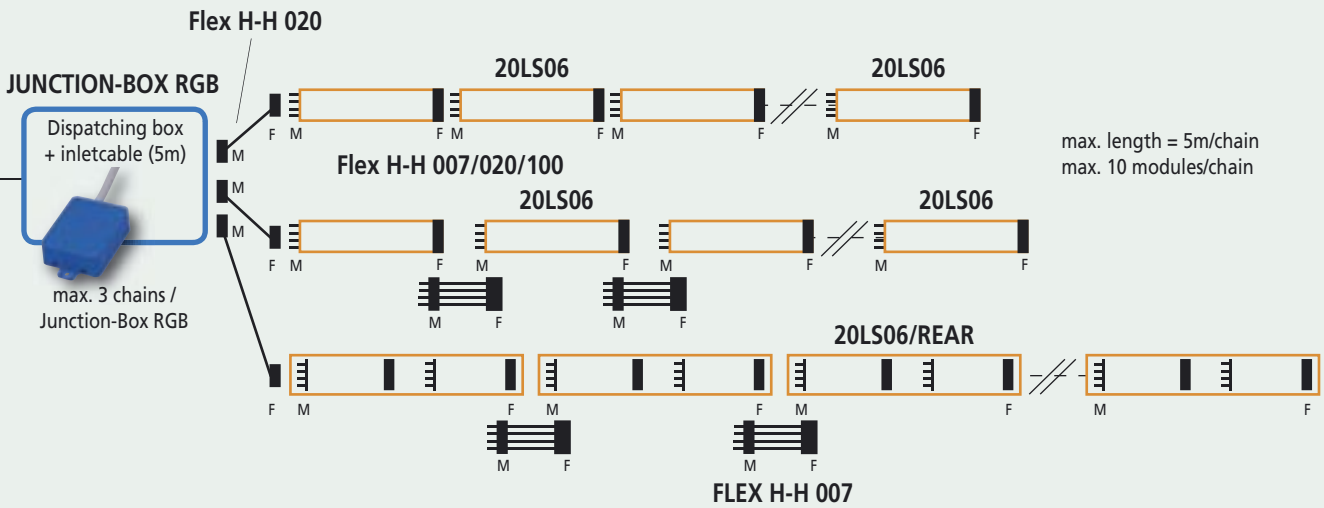 Flex H-H 020
JUNCTION-BOX RGB
Dispatching box
+ inletcable (5m)
max. 3 chains /
Junction-Box RGB
M
M
M
20LS06
20LS06
F M F M F M F M F
max. length = 5m/chain
max. 10 modules/chain
Flex H-H 007/020/100
20LS06
20LS06
F M F M F M F M F
M F M F
20LS06/REAR
F M F M F M F M F
M F M F
FLEX H-H 007